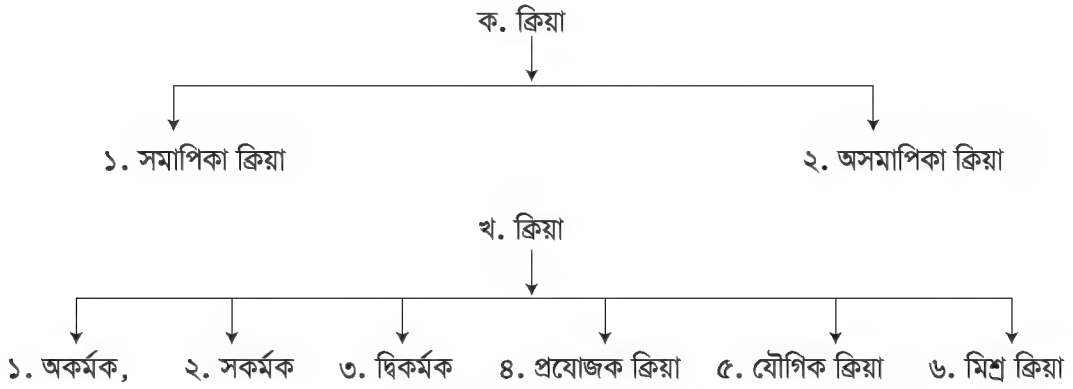 ক. ক্রিয়া
১. সমাপিকা ক্রিয়া ২. অসমাপিকা ক্রিয়া
খ. ক্রিয়া
১. অকর্মক, ২. সকর্মক ৩. দ্বিকর্মক ৪. প্রযোজক ক্রিয়া ৫. যৌগিক ক্রিয়া ৬. মিশ্র ক্রিয়া